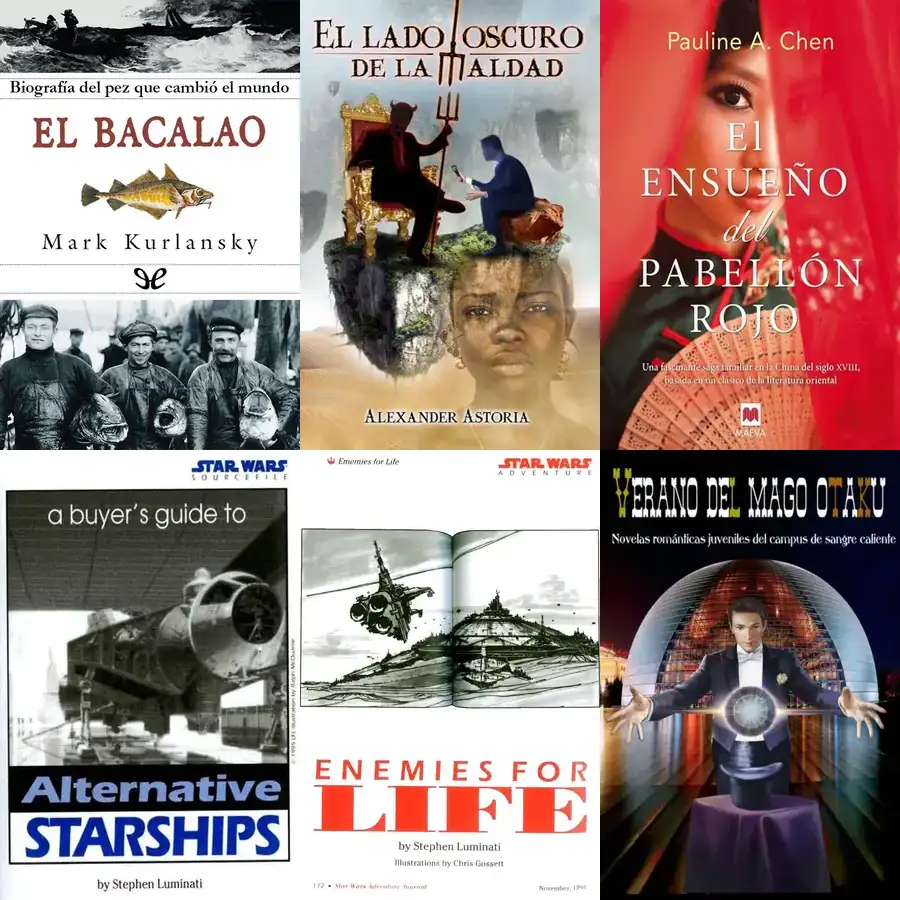 Biografía del pez que cambió el mundo
EL BACALAO
Mark Kurlansky
EL LADO OSCURO
DE LA MALDAD
ALEXANDER ASTORIA
Pauline A. Chen
El
ENSUEÑO
del
PABELLÓN
ROJO
Una fascinante saga familiar en la China del siglo XVIII,
basada en un clásico de la literatura oriental
MAEVA
STAR WARS
SOURCEFILE
a buyer's guide to
Alternative
STARSHIPS
by Stephen Luminati
Ememies for Life
STAR WARS
ADVENTURE
ENEMIES FOR
LIFE
by Stephen Luminati
Illustrations by Chris Gossett
Star Wars Adventure Journal
VERANO DEL MAGO OTAKU
Novelas románticas juveniles del campus de sangre caliente